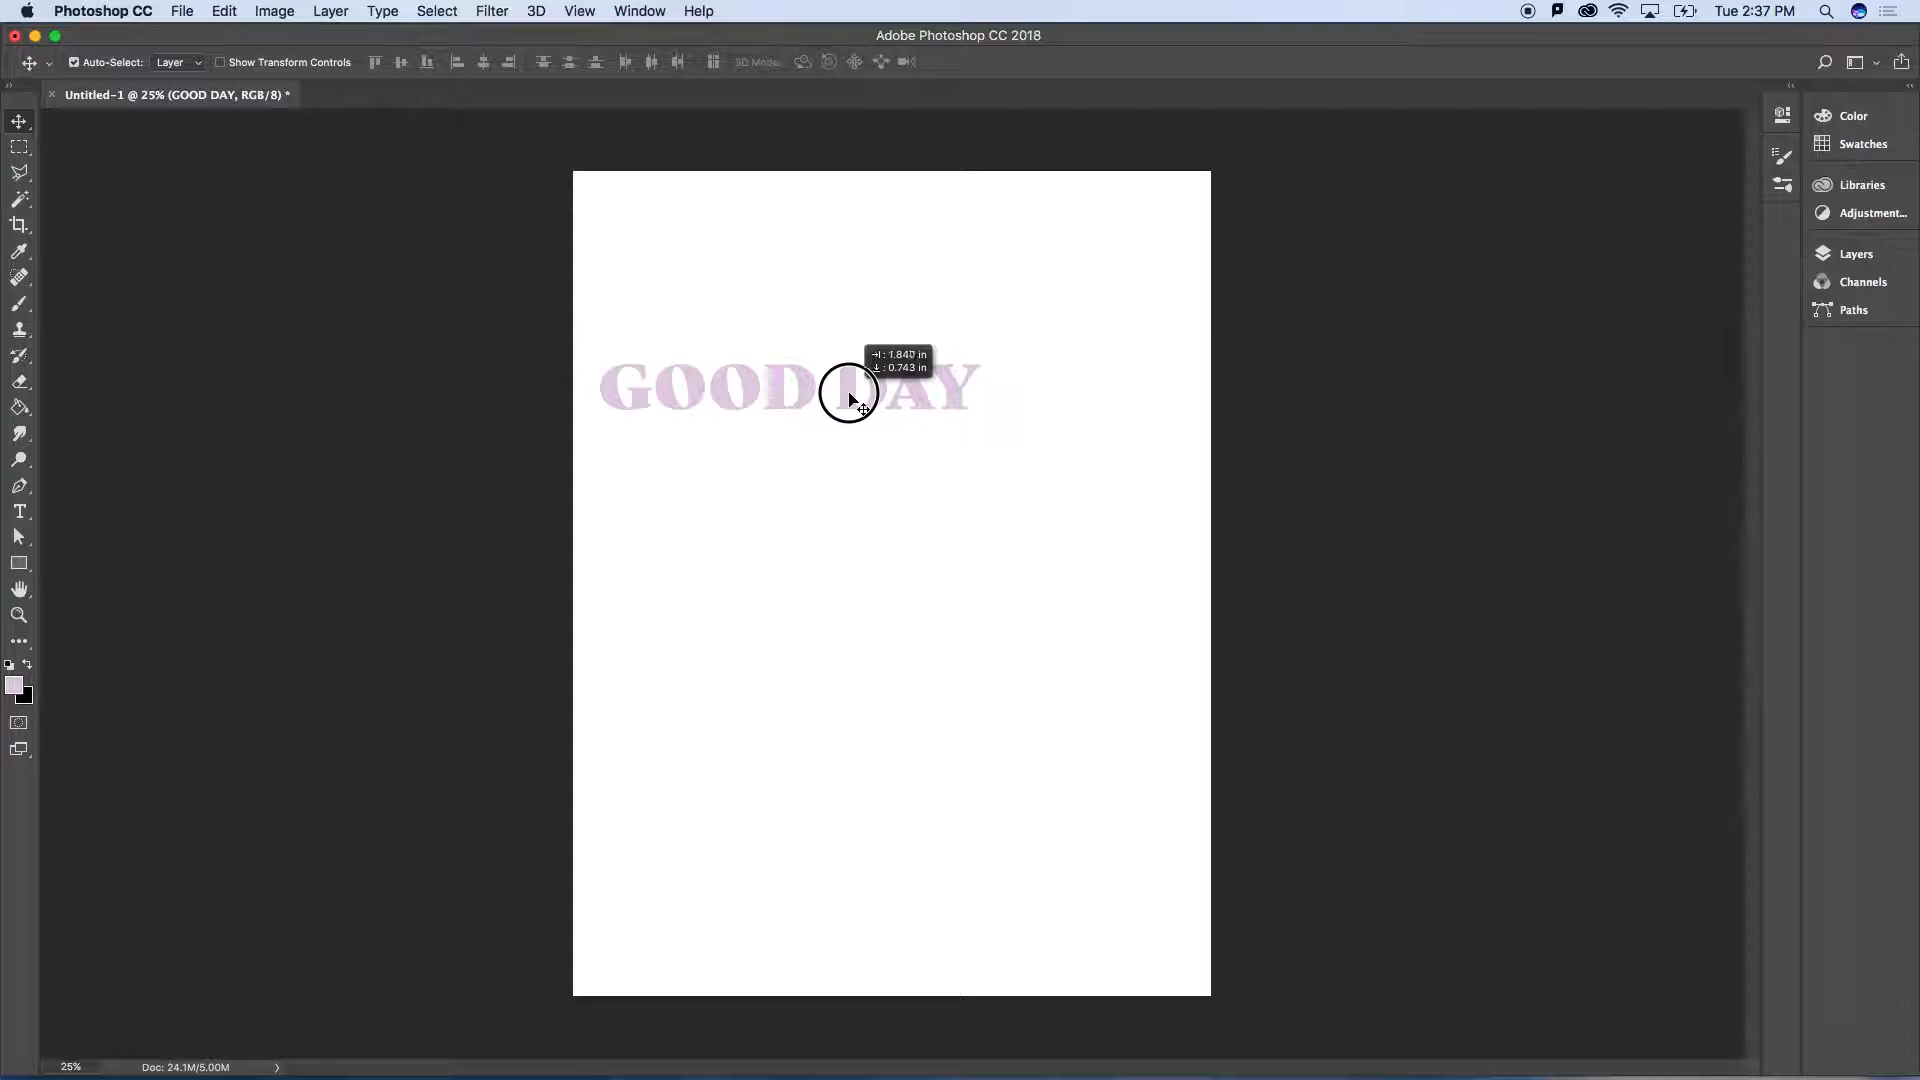 Photoshop CC File Edit Image Layer Type Select Filter 3D View Window Help Tue 2:37 PM
Adobe Photoshop CC 2018
Auto-Select: Layer Show Transform Controls 3D Mode:
Untitled-1 @ 25% (GOOD DAY, RGB/8) *
Color
Swatches
Libraries
Adjustment...
Layers
Channels
Paths
→I : 1.840 in
↓ : 0.743 in
GOOD DAY
T
25% Doc: 24.1M/5.00M